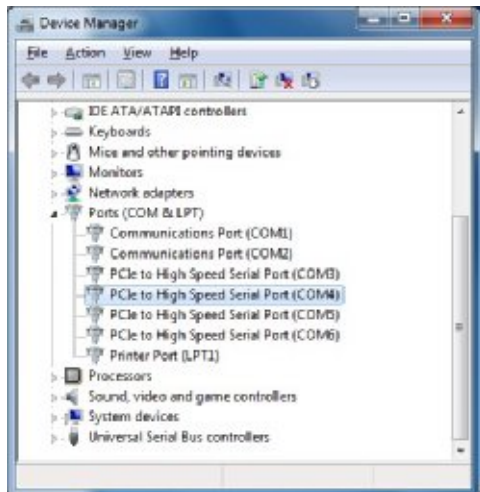 Device Manager
File Action View Help
IDE ATA/ATAPI controllers
Keyboards
Mice and other pointing devices
Monitors
Network adapters
Ports (COM & LPT)
Communications Port (COM1)
Communications Port (COM2)
PCIe to High Speed Serial Port (COM3)
PCIe to High Speed Serial Port (COM4)
PCIe to High Speed Serial Port (COM5)
PCIe to High Speed Serial Port (COM6)
Printer Port (LPT1)
Processors
Sound, video and game controllers
System devices
Universal Serial Bus controllers